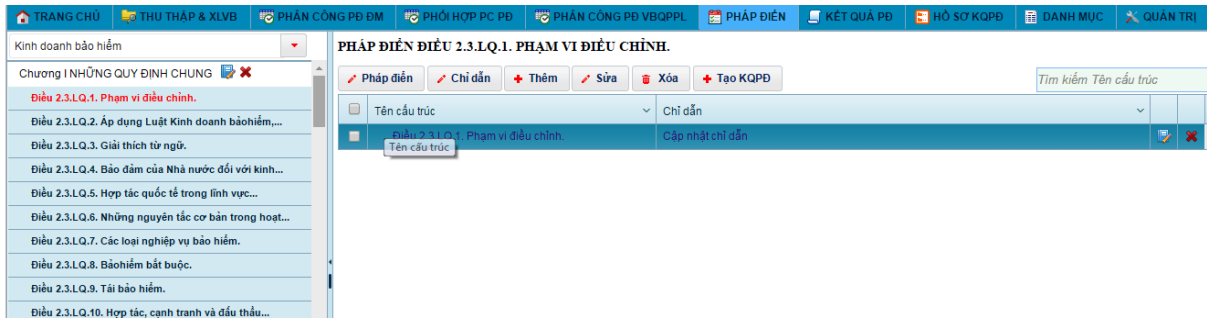 TRANG CHỦ THU THẬP & XLVB PHÂN CÔNG PĐ ĐM PHỐI HỢP PC PĐ PHÂN CÔNG PĐ VBQPPL PHÁP ĐIỂN KẾT QUẢ PĐ HỒ SƠ KQPĐ DANH MỤC QUẢN TRỊ
Kinh doanh bảo hiểm
Chương I NHỮNG QUY ĐỊNH CHUNG
Điều 2.3.LQ.1. Phạm vi điều chỉnh.
Điều 2.3.LQ.2. Áp dụng Luật Kinh doanh bảohiểm,...
Điều 2.3.LQ.3. Giải thích từ ngữ.
Điều 2.3.LQ.4. Bảo đảm của Nhà nước đối với kinh...
Điều 2.3.LQ.5. Hợp tác quốc tế trong lĩnh vực...
Điều 2.3.LQ.6. Những nguyên tắc cơ bản trong hoạt...
Điều 2.3.LQ.7. Các loại nghiệp vụ bảo hiểm.
Điều 2.3.LQ.8. Bảohiểm bắt buộc.
Điều 2.3.LQ.9. Tái bảo hiểm.
Điều 2.3.LQ.10. Hợp tác, cạnh tranh và đấu thầu...
PHÁP ĐIỂN ĐIỀU 2.3.LQ.1. PHẠM VI ĐIỀU CHỈNH.
Pháp điển Chỉ dẫn Thêm Sửa Xóa Tạo KQPĐ Tìm kiếm Tên cấu trúc
Tên cấu trúc Chỉ dẫn
Điều 2.3.LQ.1. Phạm vi điều chỉnh. Cập nhật chỉ dẫn
Tên cấu trúc